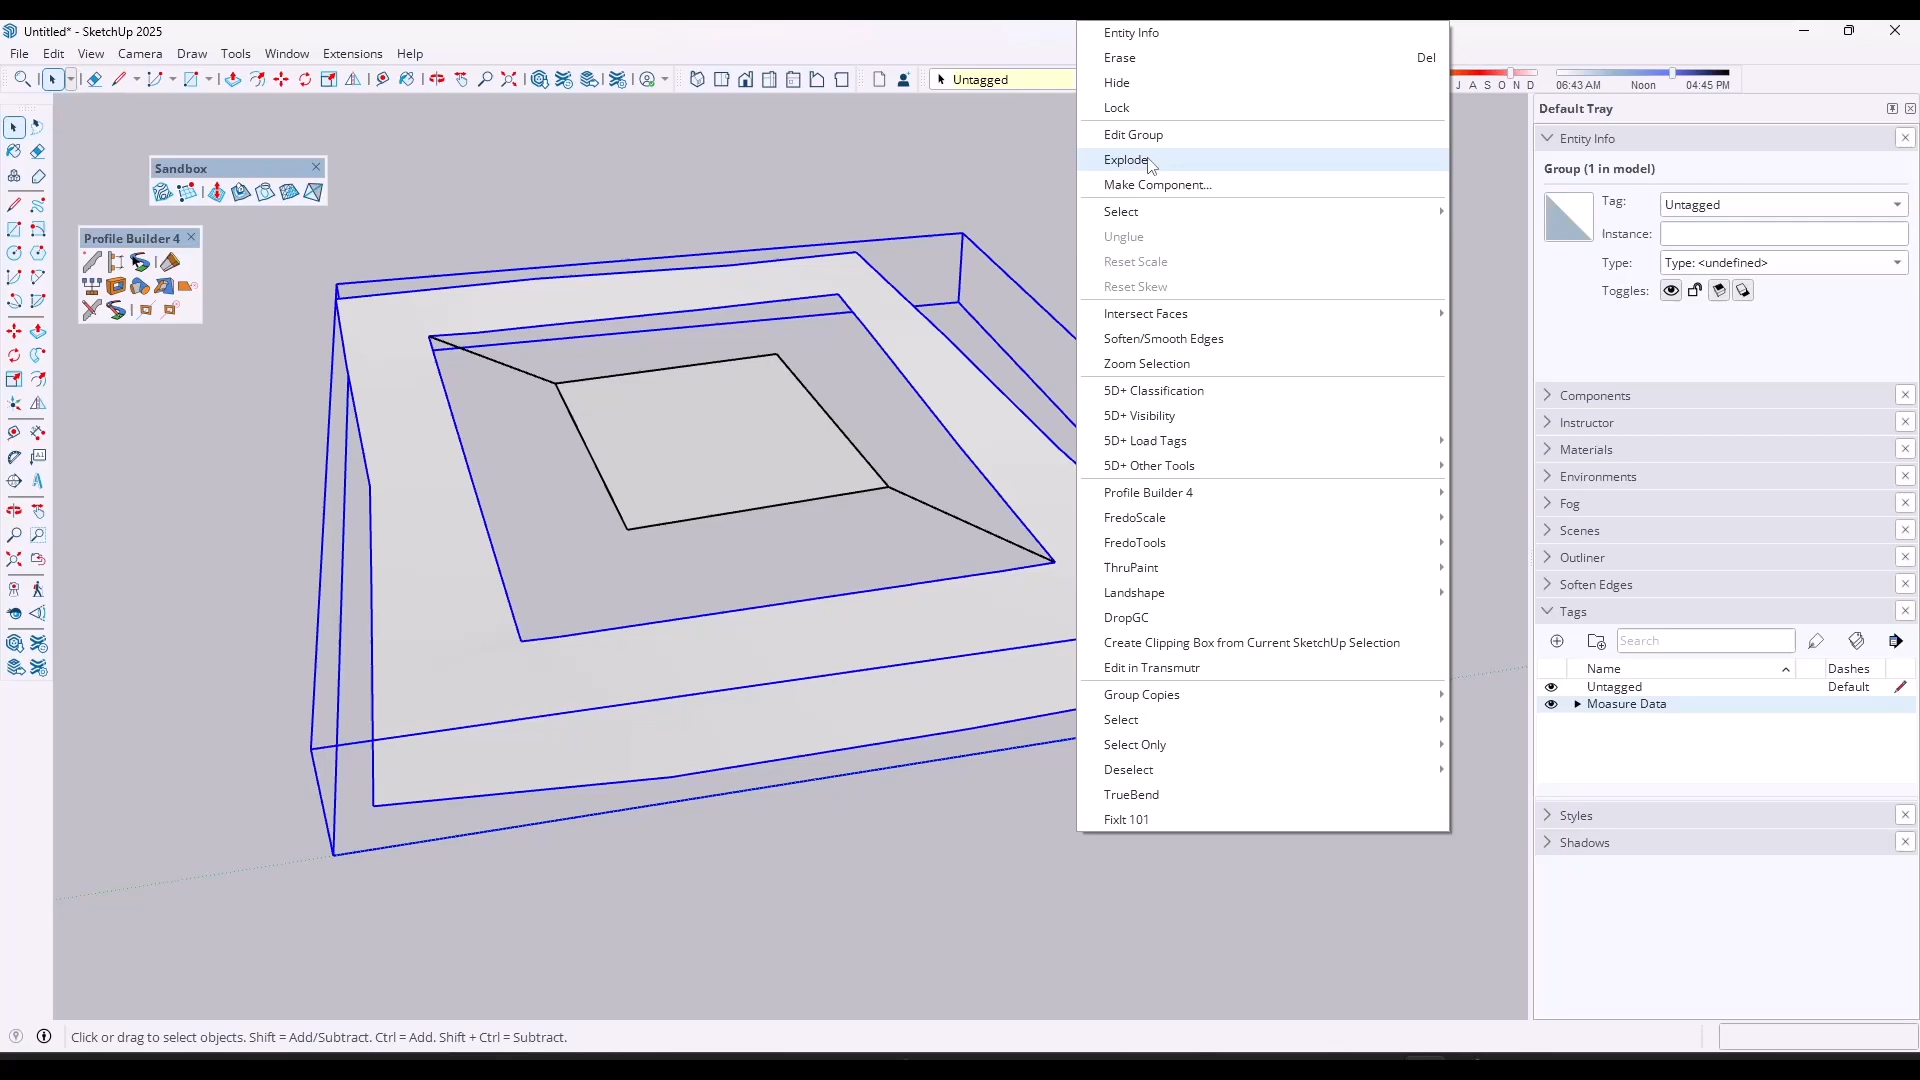 Untitled* - SketchUp 2025
File Edit View Camera Draw Tools Window Extensions Help
Untagged
J A S O N D
06:43 AM Noon 04:45 PM
Sandbox
Profile Builder 4
Entity Info
Erase Del
Hide
Lock
Edit Group
Explode
Make Component...
Select
Unglue
Reset Scale
Reset Skew
Intersect Faces
Soften/Smooth Edges
Zoom Selection
5D+ Classification
5D+ Visibility
5D+ Load Tags
5D+ Other Tools
Profile Builder 4
FredoScale
FredoTools
ThruPaint
Landshape
DropGC
Create Clipping Box from Current SketchUp Selection
Edit in Transmutr
Group Copies
Select
Select Only
Deselect
TrueBend
FixIt 101
Default Tray
Entity Info
Group (1 in model)
Tag: Untagged
Instance:
Type: Type: <undefined>
Toggles:
Components
Instructor
Materials
Environments
Fog
Scenes
Outliner
Soften Edges
Tags
Search
Name Dashes
Untagged Default
Moasure Data
Styles
Shadows
Click or drag to select objects. Shift = Add/Subtract. Ctrl = Add. Shift + Ctrl = Subtract.